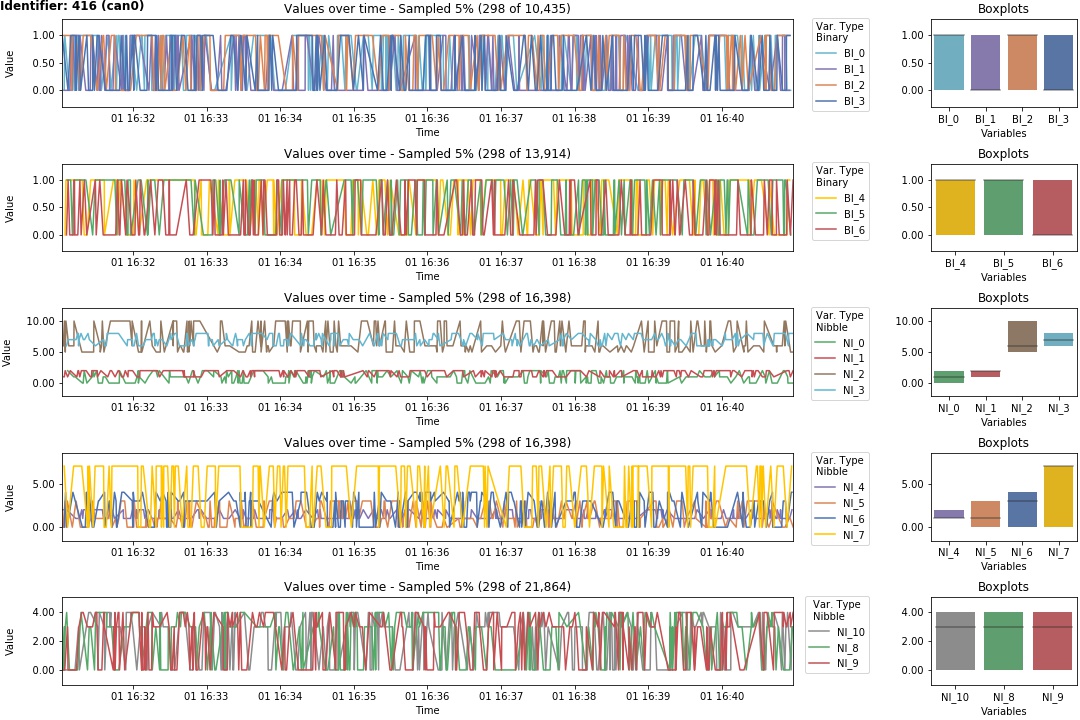 Identifier: 416 (can0)
Values over time - Sampled 5% (298 of 10,435)
Boxplots
Value
1.00
0.50
0.00
01 16:32 01 16:33 01 16:34 01 16:35 01 16:36 01 16:37 01 16:38 01 16:39 01 16:40
Time
Var. Type
Binary
BI_0
BI_1
BI_2
BI_3
1.00
0.50
0.00
BI_0 BI_1 BI_2 BI_3
Variables
Values over time - Sampled 5% (298 of 13,914)
Boxplots
Value
1.00
0.50
0.00
01 16:32 01 16:33 01 16:34 01 16:35 01 16:36 01 16:37 01 16:38 01 16:39 01 16:40
Time
Var. Type
Binary
BI_4
BI_5
BI_6
1.00
0.50
0.00
BI_4 BI_5 BI_6
Variables
Values over time - Sampled 5% (298 of 16,398)
Boxplots
Value
10.00
5.00
0.00
01 16:32 01 16:33 01 16:34 01 16:35 01 16:36 01 16:37 01 16:38 01 16:39 01 16:40
Time
Var. Type
Nibble
NI_0
NI_1
NI_2
NI_3
10.00
5.00
0.00
NI_0 NI_1 NI_2 NI_3
Variables
Values over time - Sampled 5% (298 of 16,398)
Boxplots
Value
5.00
0.00
01 16:32 01 16:33 01 16:34 01 16:35 01 16:36 01 16:37 01 16:38 01 16:39 01 16:40
Time
Var. Type
Nibble
NI_4
NI_5
NI_6
NI_7
5.00
0.00
NI_4 NI_5 NI_6 NI_7
Variables
Values over time - Sampled 5% (298 of 21,864)
Boxplots
Value
4.00
2.00
0.00
01 16:32 01 16:33 01 16:34 01 16:35 01 16:36 01 16:37 01 16:38 01 16:39 01 16:40
Time
Var. Type
Nibble
NI_10
NI_8
NI_9
4.00
2.00
0.00
NI_10 NI_8 NI_9
Variables